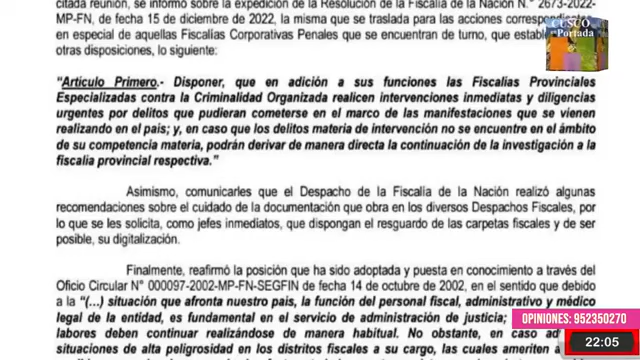 citada reunión, se informó sobre la expedición de la Resolución de la Fiscalía de la Nación N.° 2673-2022-
MP-FN, de fecha 15 de diciembre de 2022, la misma que se traslada para las acciones correspondien
en especial de aquellas Fiscalías Corporativas Penales que se encuentran de turno, que estable
otras disposiciones, lo siguiente:
CUSCO
Portada
“Artículo Primero.- Disponer, que en adición a sus funciones las Fiscalías Provinciales
Especializadas contra la Criminalidad Organizada realicen intervenciones inmediatas y diligencias
urgentes por delitos que pudieran cometerse en el marco de las manifestaciones que se vienen
realizando en el país; y, en caso que los delitos materia de intervención no se encuentre en el ámbito
de su competencia materia, podrán derivar de manera directa la continuación de la investigación a la
fiscalía provincial respectiva.”
Asimismo, comunicarles que el Despacho de la Fiscalía de la Nación realizó algunas
recomendaciones sobre el cuidado de la documentación que obra en los diversos Despachos Fiscales, por
lo que se les solicita, como jefes inmediatos, que dispongan el resguardo de las carpetas fiscales y de ser
posible, su digitalización.
Finalmente, reafirmó la posición que ha sido adoptada y puesta en conocimiento a través del
Oficio Circular N° 000097-2002-MP-FN-SEGFIN de fecha 14 de octubre de 2002, en el sentido que debido
a la “(…) situación que afronta nuestro país, la función del personal fiscal, administrativo y médico
legal de la entidad, es fundamental en el servicio de administración de justicia;
labores deben continuar realizándose de manera habitual. No obstante, en caso ad
situaciones de alta peligrosidad en los distritos fiscales a su cargo, las cuales ameriten a
OPINIONES: 952350270
22:05